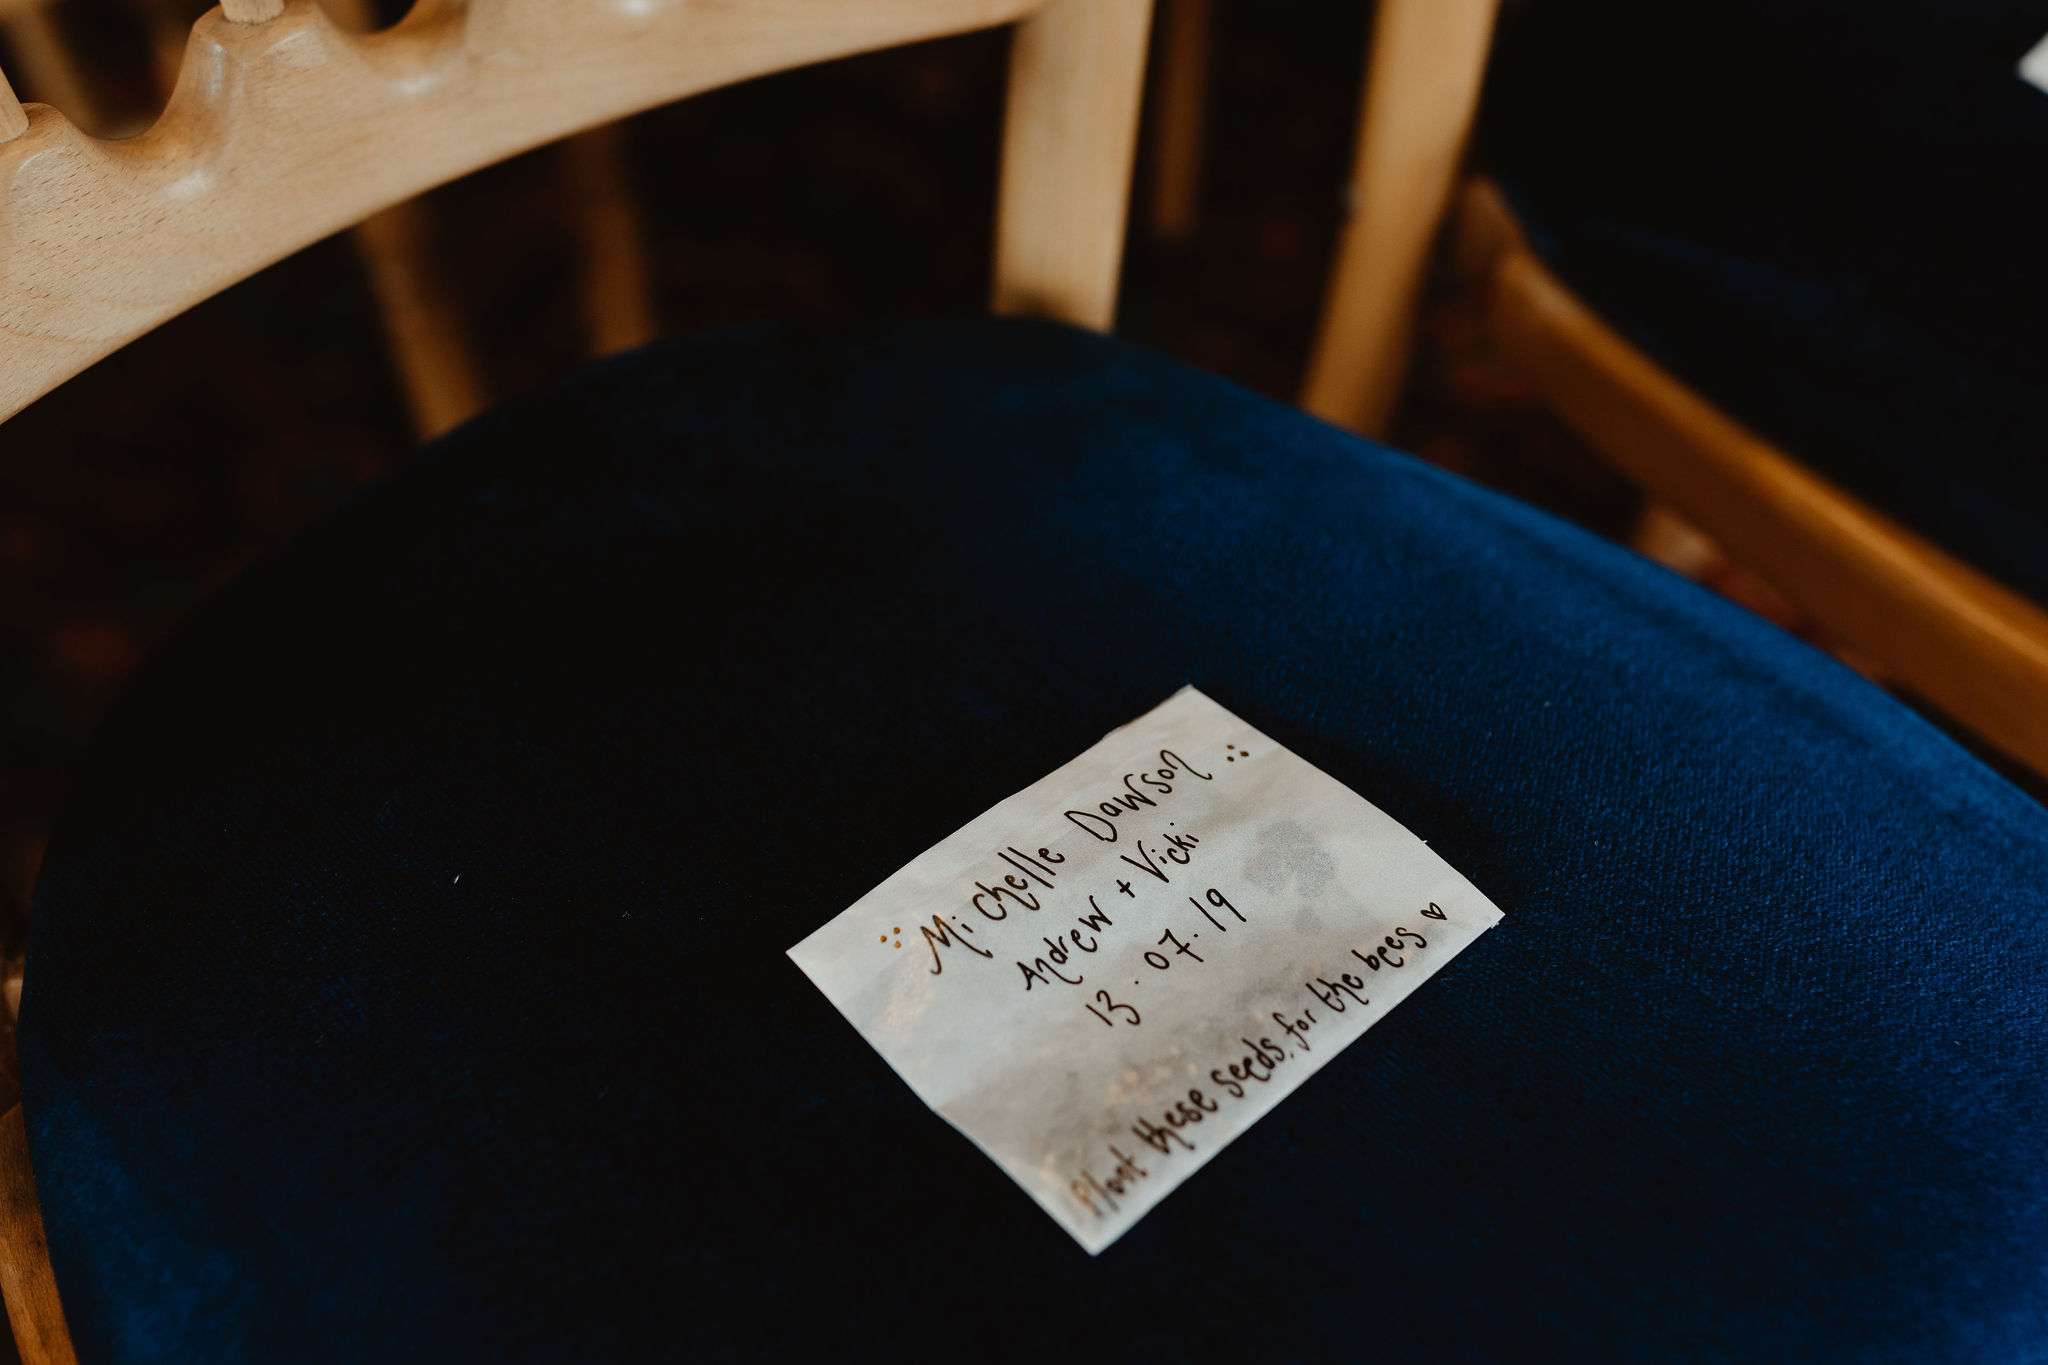 Michelle Dawson
Andrew + Vicki
13.07.19
Plant these seeds, for the bees ♡